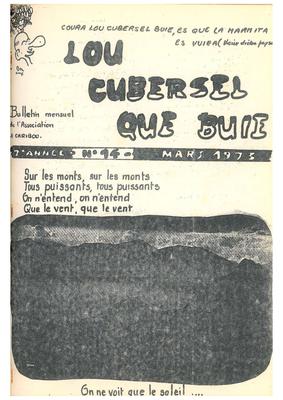 COURA LOU CUBERSEL BUIE, ES QUE LA MARMITA
ES VUIEA (
LOU
CUBERSEL
QUE BUIE
Bulletin mensuel
de l'Association
CARIBOU.
7e ANNEE - N°14 - MARS 1975
Sur les monts, sur les monts
Tous puissants, tous puissants
On n'entend, on n'entend
Que le vent, que le vent
On ne voit que le soleil ....